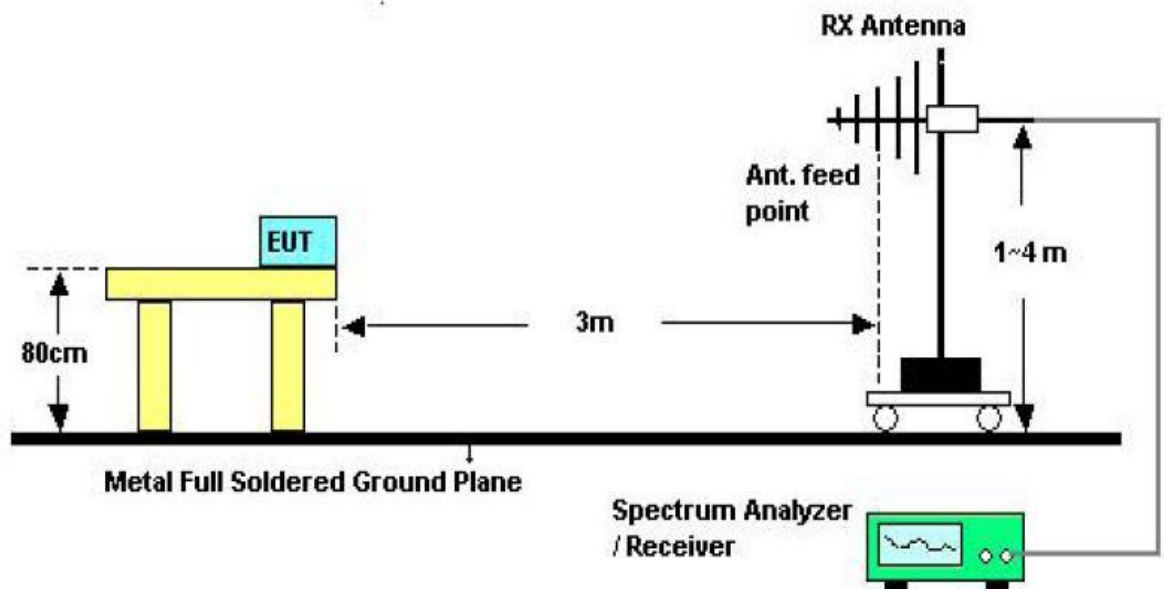 RX Antenna
Ant. feed
point
EUT
1~4 m
3m
80cm
Metal Full Soldered Ground Plane
Spectrum Analyzer
/ Receiver